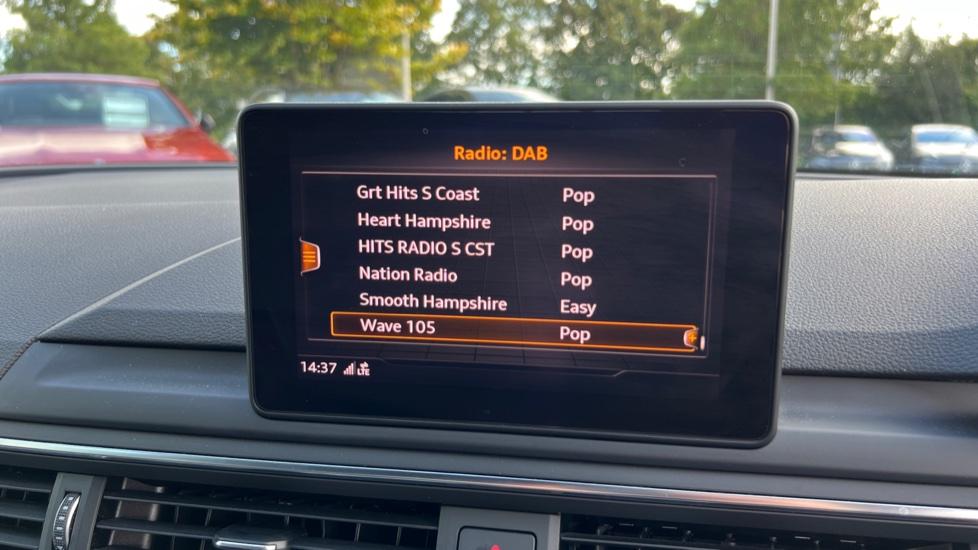 Radio: DAB
Grt Hits S Coast Pop
Heart Hampshire Pop
HITS RADIO S CST Pop
Nation Radio Pop
Smooth Hampshire Easy
Wave 105 Pop
14:37 LTE